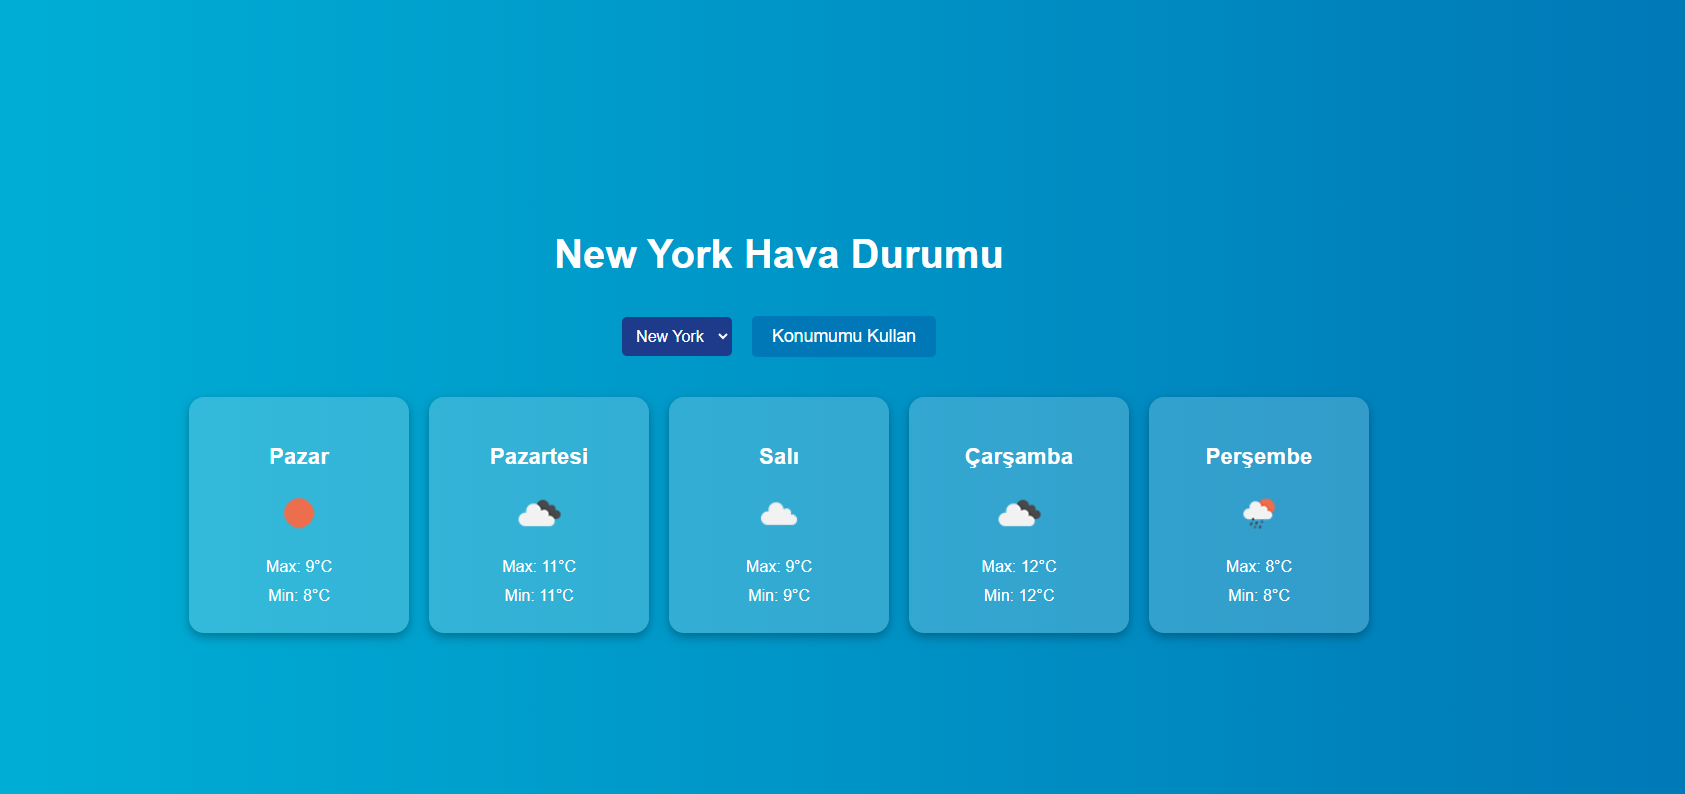 New York Hava Durumu
New York
Konumumu Kullan
Pazar
Max: 9°C
Min: 8°C
Pazartesi
Max: 11°C
Min: 11°C
Salı
Max: 9°C
Min: 9°C
Çarşamba
Max: 12°C
Min: 12°C
Perşembe
Max: 8°C
Min: 8°C